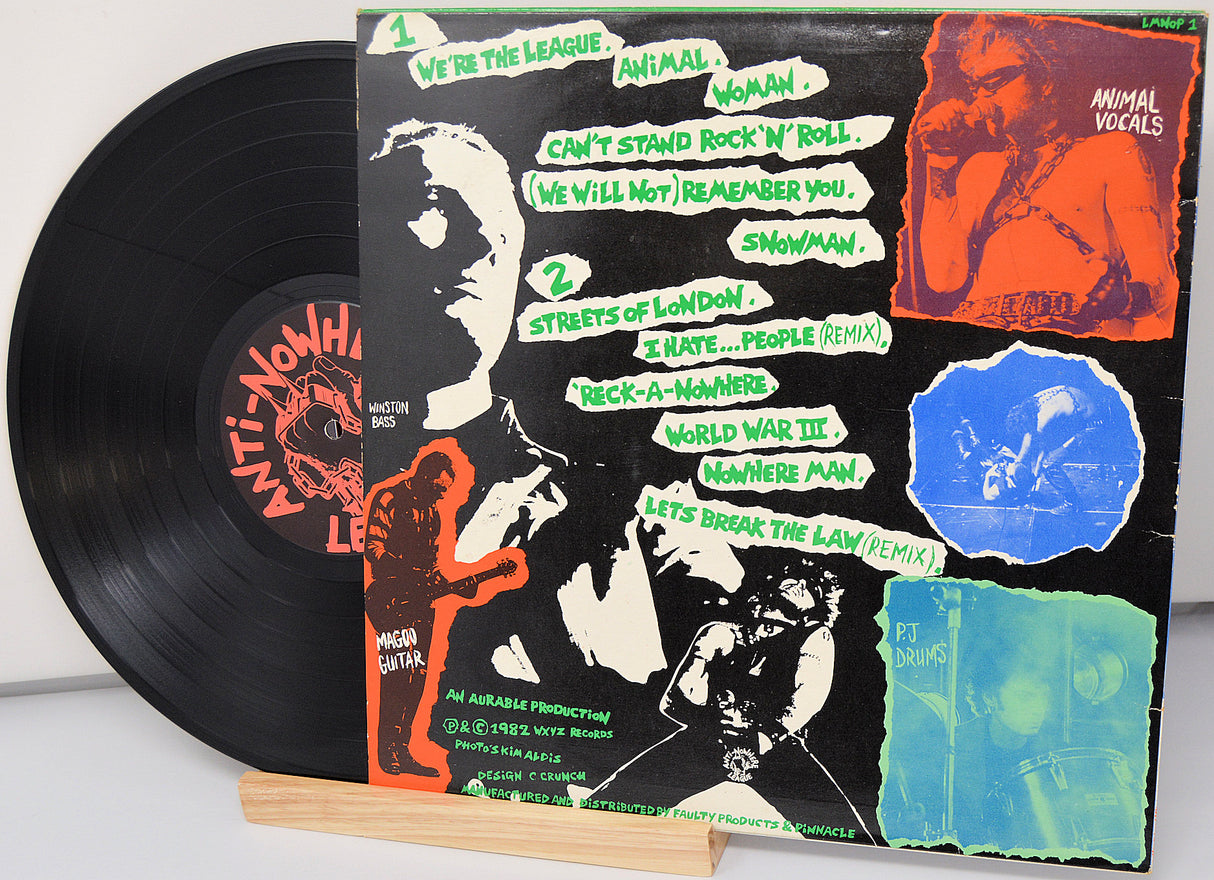 LMNOP 1
1
WE'RE THE LEAGUE.
ANiMAL.
WOMAN.
CAN'T STAND ROCK 'N' ROLL.
(WE WiLL NOT) REMEMBER YOU.
SNOWMAN.
2
STREETS OF LONDON.
I HATE...PEOPLE (REMIX).
'RECK-A-NOWHERE.
WORLD WAR III.
NOWHERE MAN.
LETS BREAK THE LAW (REMIX).
ANIMAL
VOCALS
WINSTON
BASS
MAGOO
GUITAR
P.J
DRUMS
AN AURABLE PRODUCTiON
Ⓟ & © 1982 WXYZ RECORDS
PHOTO'S KIM ALDIS
DESIGN C CRUNCH
MANUFACTURED AND DISTRIBUTED BY FAULTY PRODUCTS & PiNNACLE
ANTi-NOWHE
LE